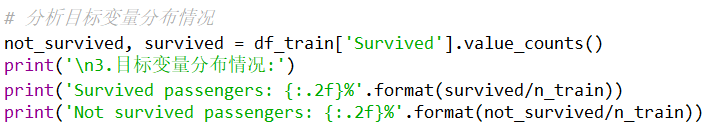 # 分析目标变量分布情况
not_survived, survived = df_train['Survived'].value_counts()
print('\n3.目标变量分布情况:')
print('Survived passengers: {:.2f}%'.format(survived/n_train))
print('Not survived passengers: {:.2f}%'.format(not_survived/n_train))